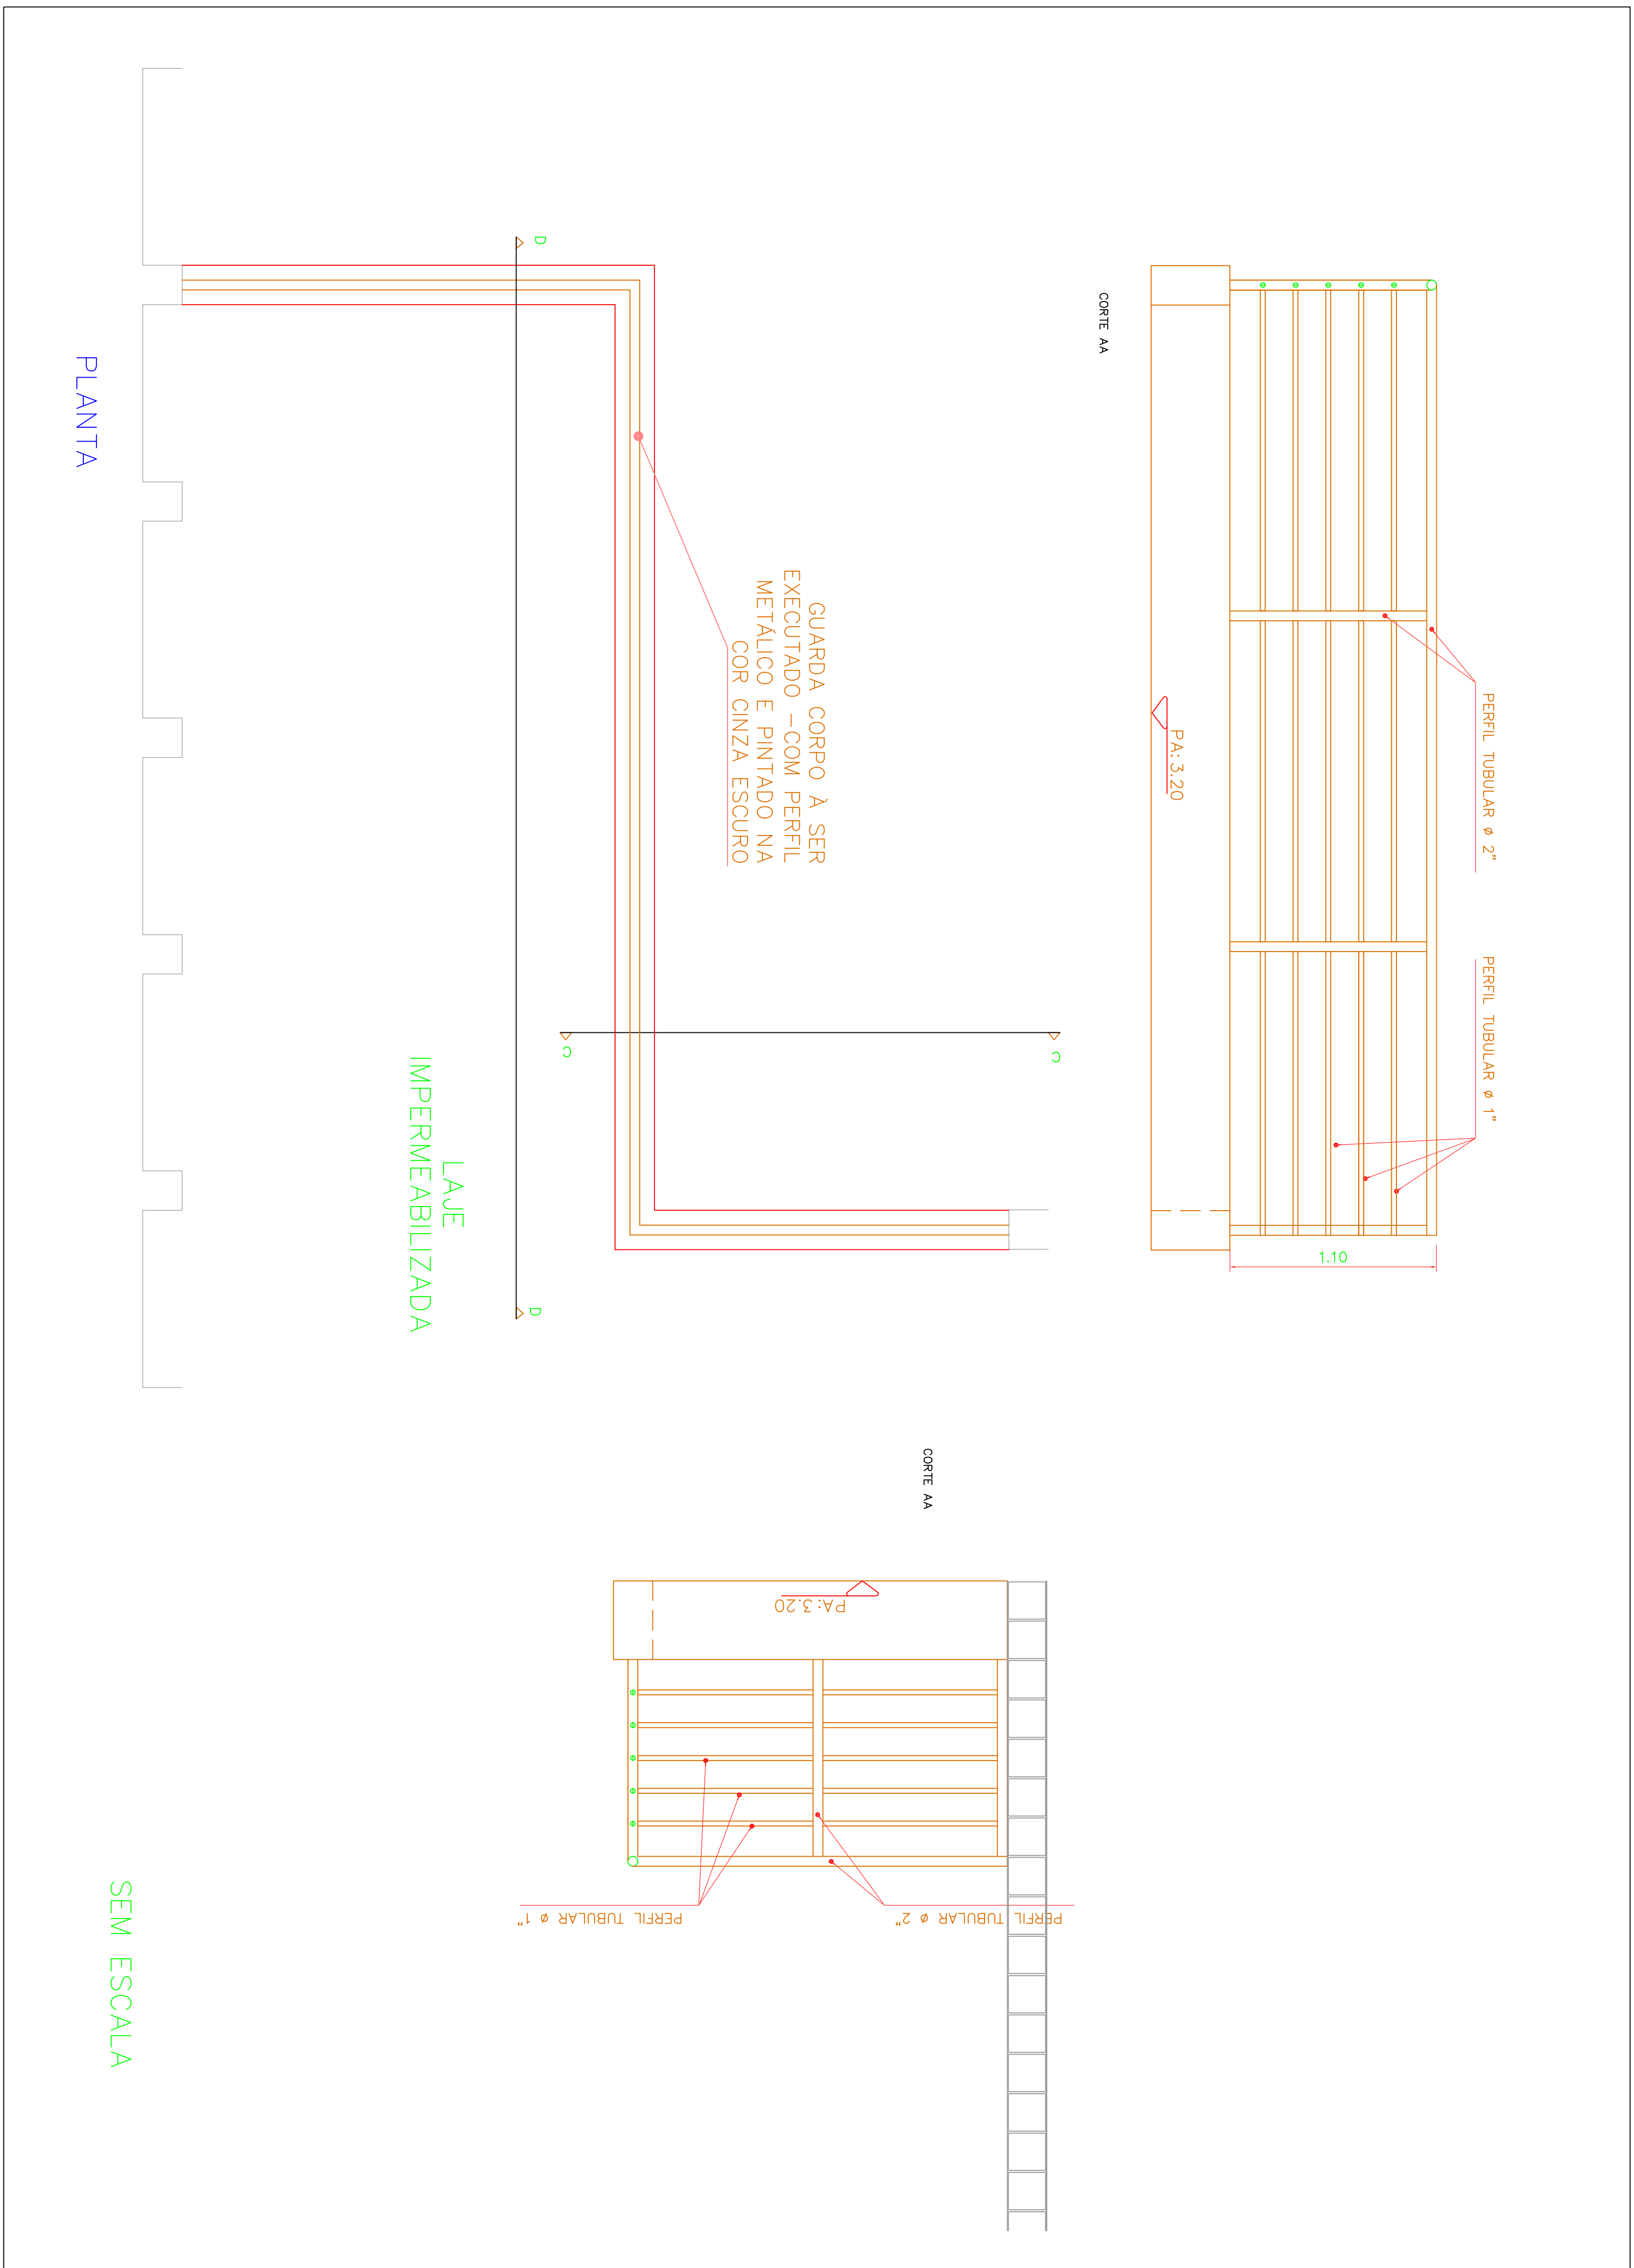 PERFIL TUBULAR ø 2"
PERFIL TUBULAR ø 1"
1.10
PA: 3.20
CORTE AA
GUARDA CORPO À SER
EXECUTADO -COM PERFIL
METÁLICO E PINTADO NA
COR CINZA ESCURO
C
C
D
D
LAJE
IMPERMEABILIZADA
PLANTA
CORTE AA
PA: 3.20
PERFIL TUBULAR ø 1"
PERFIL TUBULAR ø 2"
SEM ESCALA